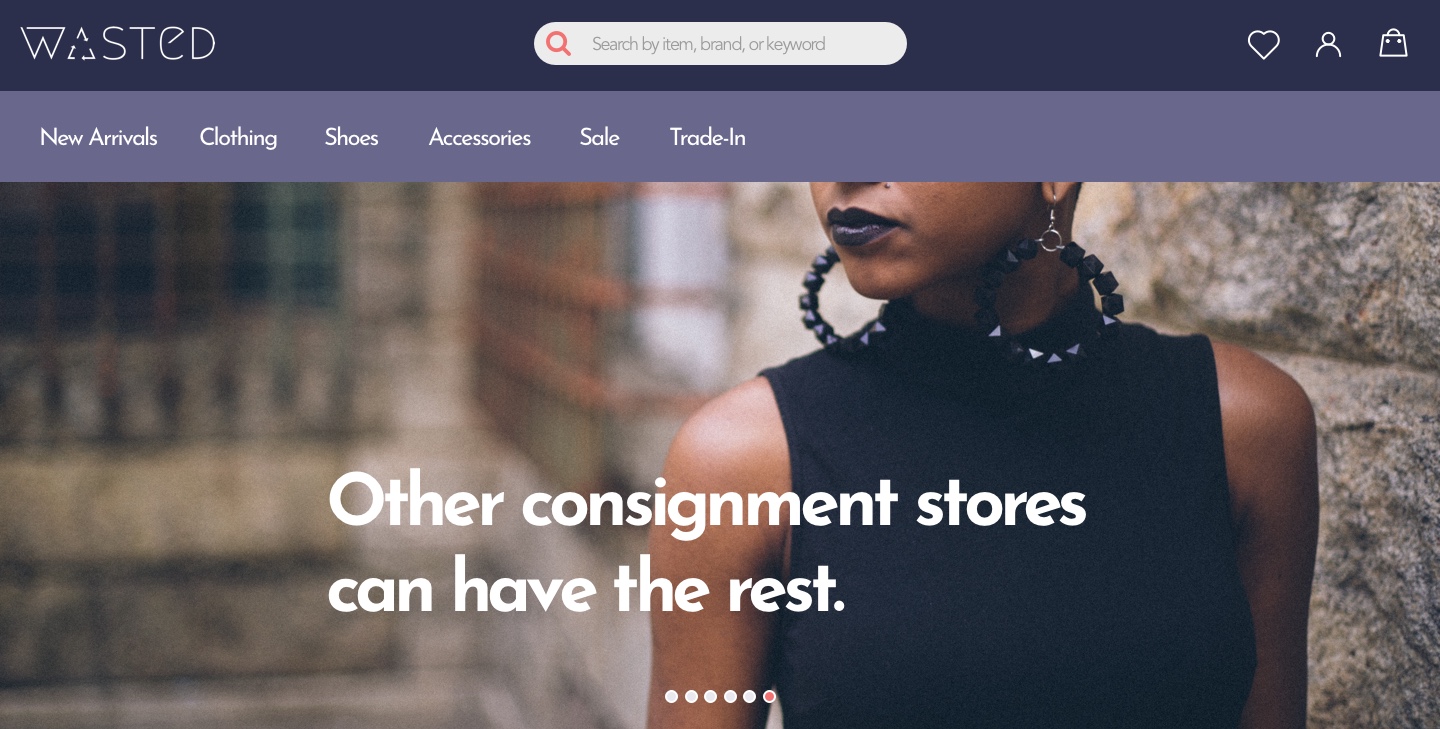 WASTED
Search by item, brand, or keyword
New Arrivals Clothing Shoes Accessories Sale Trade-In
Other consignment stores
can have the rest.